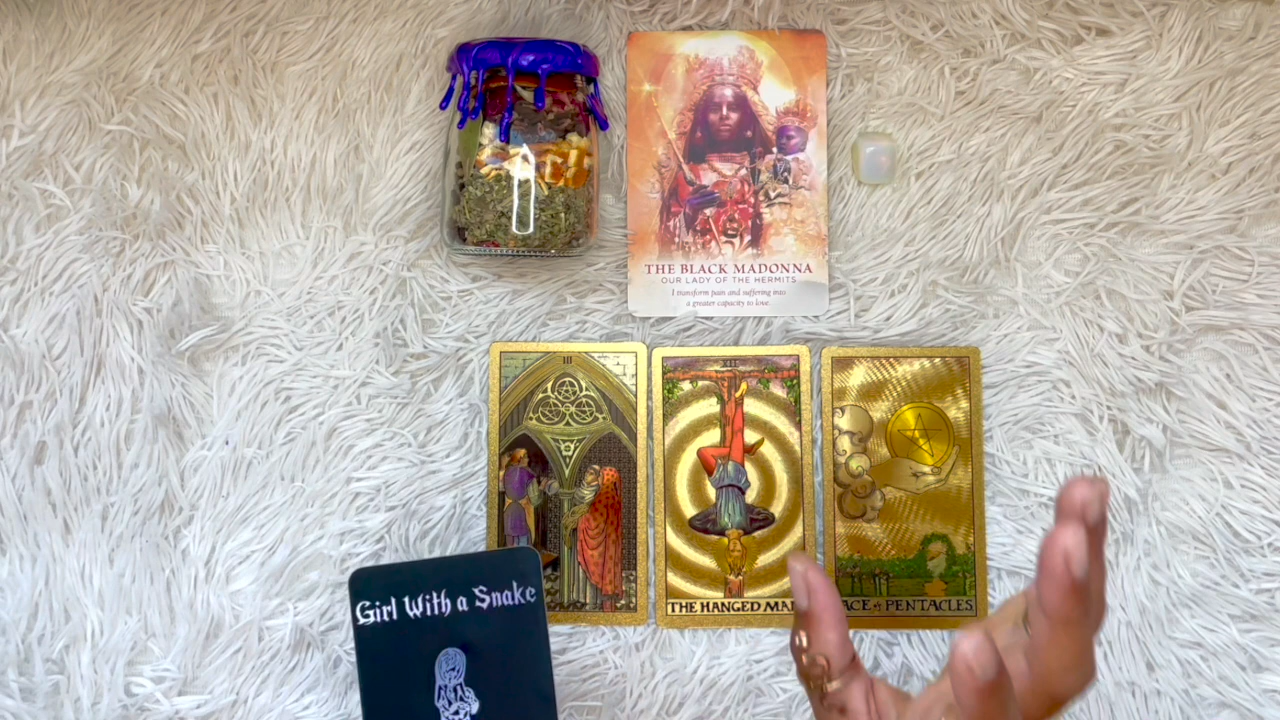 THE BLACK MADONNA
OUR LADY OF THE HERMITS
I transform pain and suffering into
a greater capacity to love.
III
XII
THE HANGED MAN
ACE of PENTACLES
Girl With a Snake